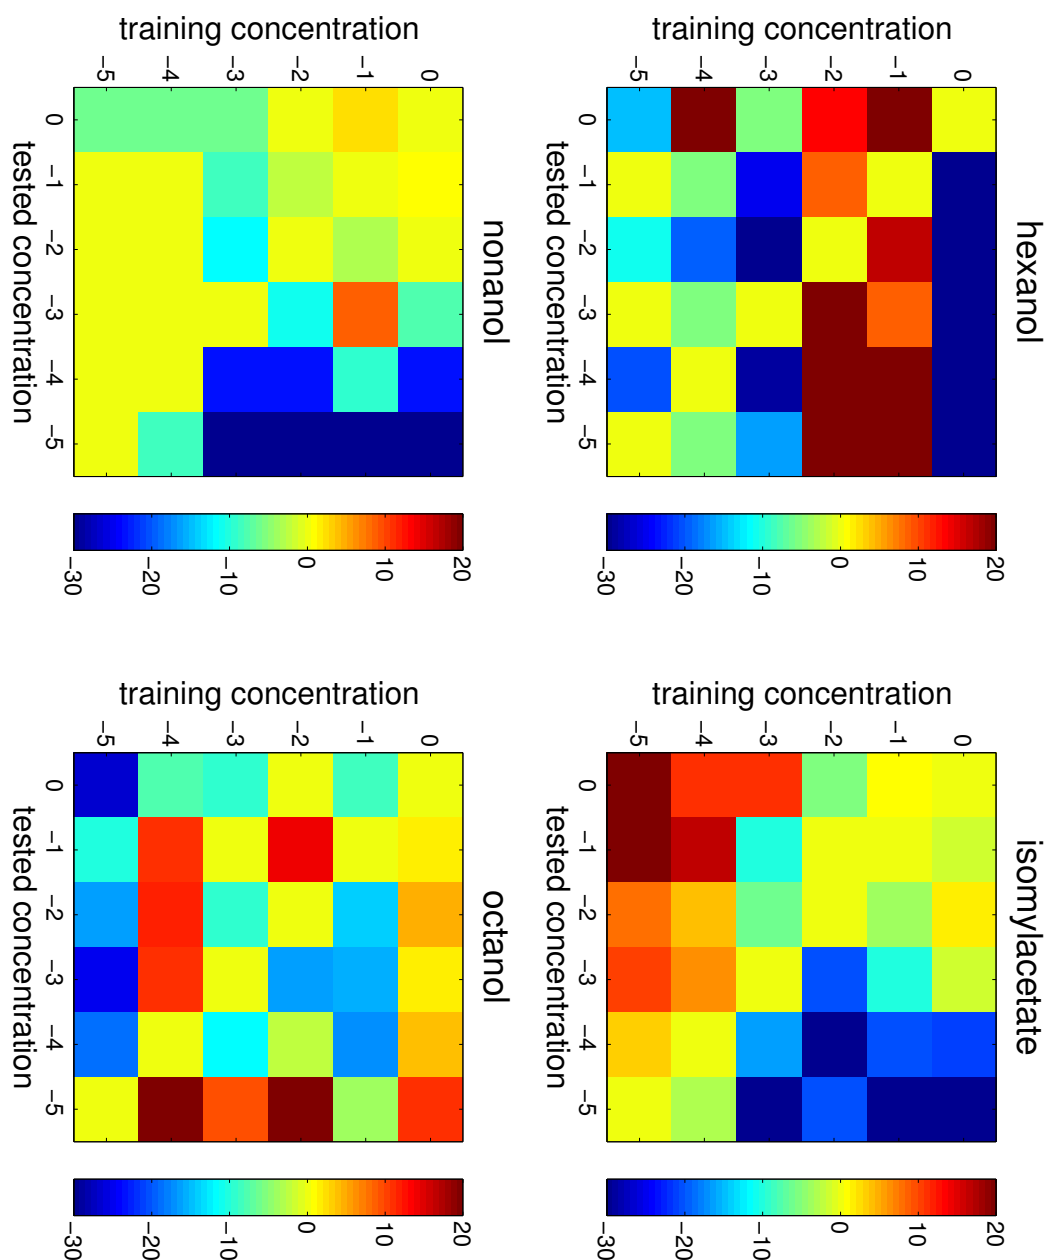 hexanol
training concentration
−5 −4 −3 −2 −1 0
0 −1 −2 −3 −4 −5
tested concentration
−30 −20 −10 0 10 20
isomylacetate
training concentration
−5 −4 −3 −2 −1 0
0 −1 −2 −3 −4 −5
tested concentration
−30 −20 −10 0 10 20
nonanol
training concentration
−5 −4 −3 −2 −1 0
0 −1 −2 −3 −4 −5
tested concentration
−30 −20 −10 0 10 20
octanol
training concentration
−5 −4 −3 −2 −1 0
0 −1 −2 −3 −4 −5
tested concentration
−30 −20 −10 0 10 20